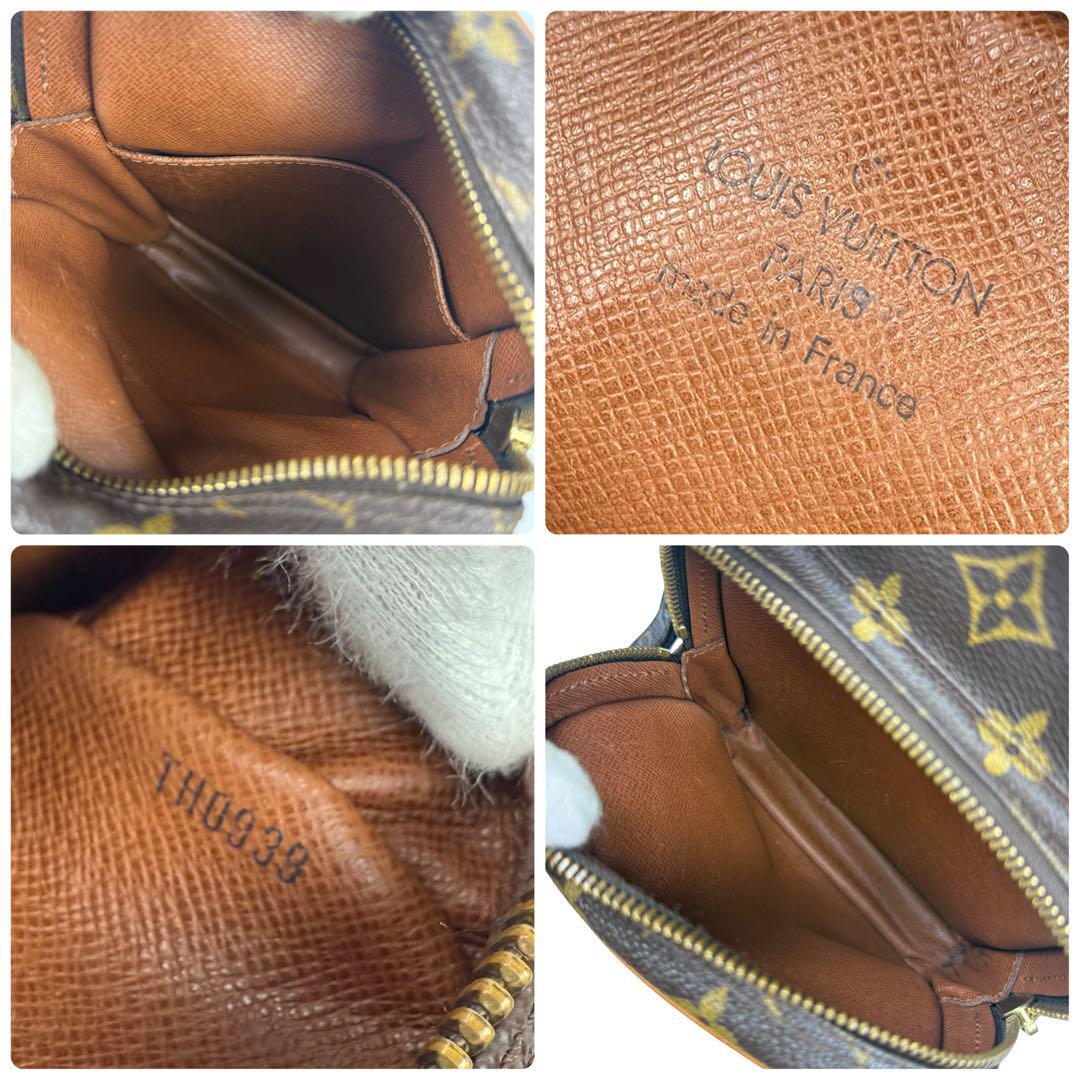 LOUIS VUITTON
PARIS
made in France
TH0939